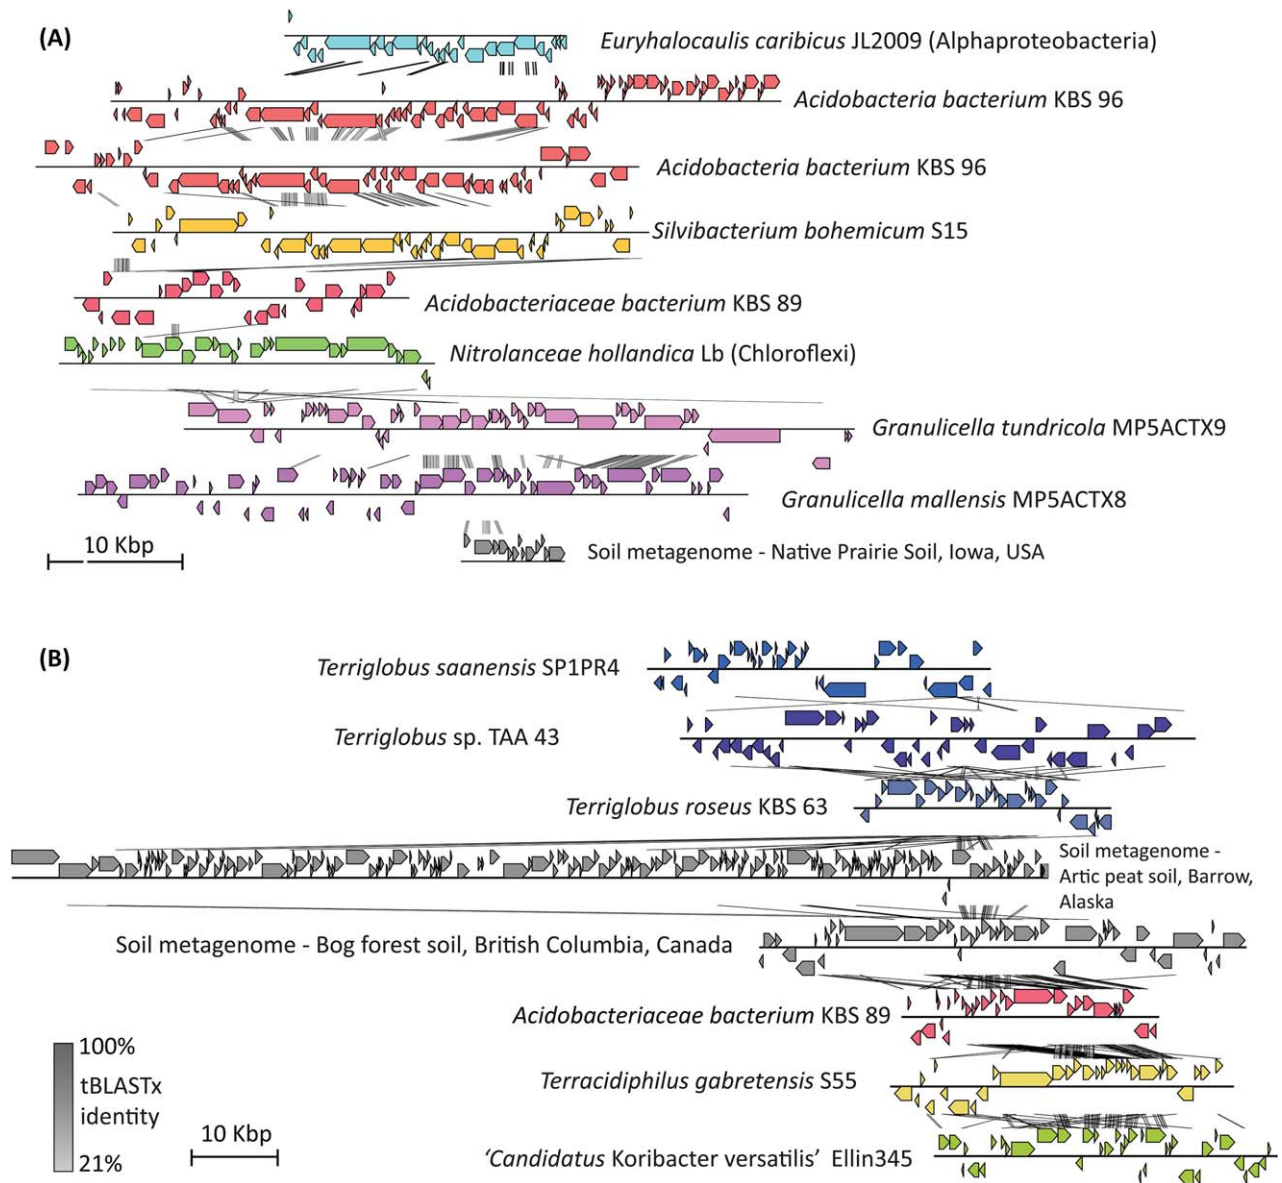 (A)
Euryhalocaulis caribicus JL2009 (Alphaproteobacteria)
Acidobacteria bacterium KBS 96
Acidobacteria bacterium KBS 96
Silvibacterium bohemicum S15
Acidobacteriaceae bacterium KBS 89
Nitrolanceae hollandica Lb (Chloroflexi)
Granulicella tundricola MP5ACTX9
Granulicella mallensis MP5ACTX8
10 Kbp
Soil metagenome - Native Prairie Soil, Iowa, USA
(B)
Terriglobus saanensis SP1PR4
Terriglobus sp. TAA 43
Terriglobus roseus KBS 63
Soil metagenome -
Artic peat soil, Barrow,
Alaska
Soil metagenome - Bog forest soil, British Columbia, Canada
Acidobacteriaceae bacterium KBS 89
100%
tBLASTx
identity
21%
Terracidiphilus gabretensis S55
10 Kbp
‘Candidatus Koribacter versatilis’ Ellin345